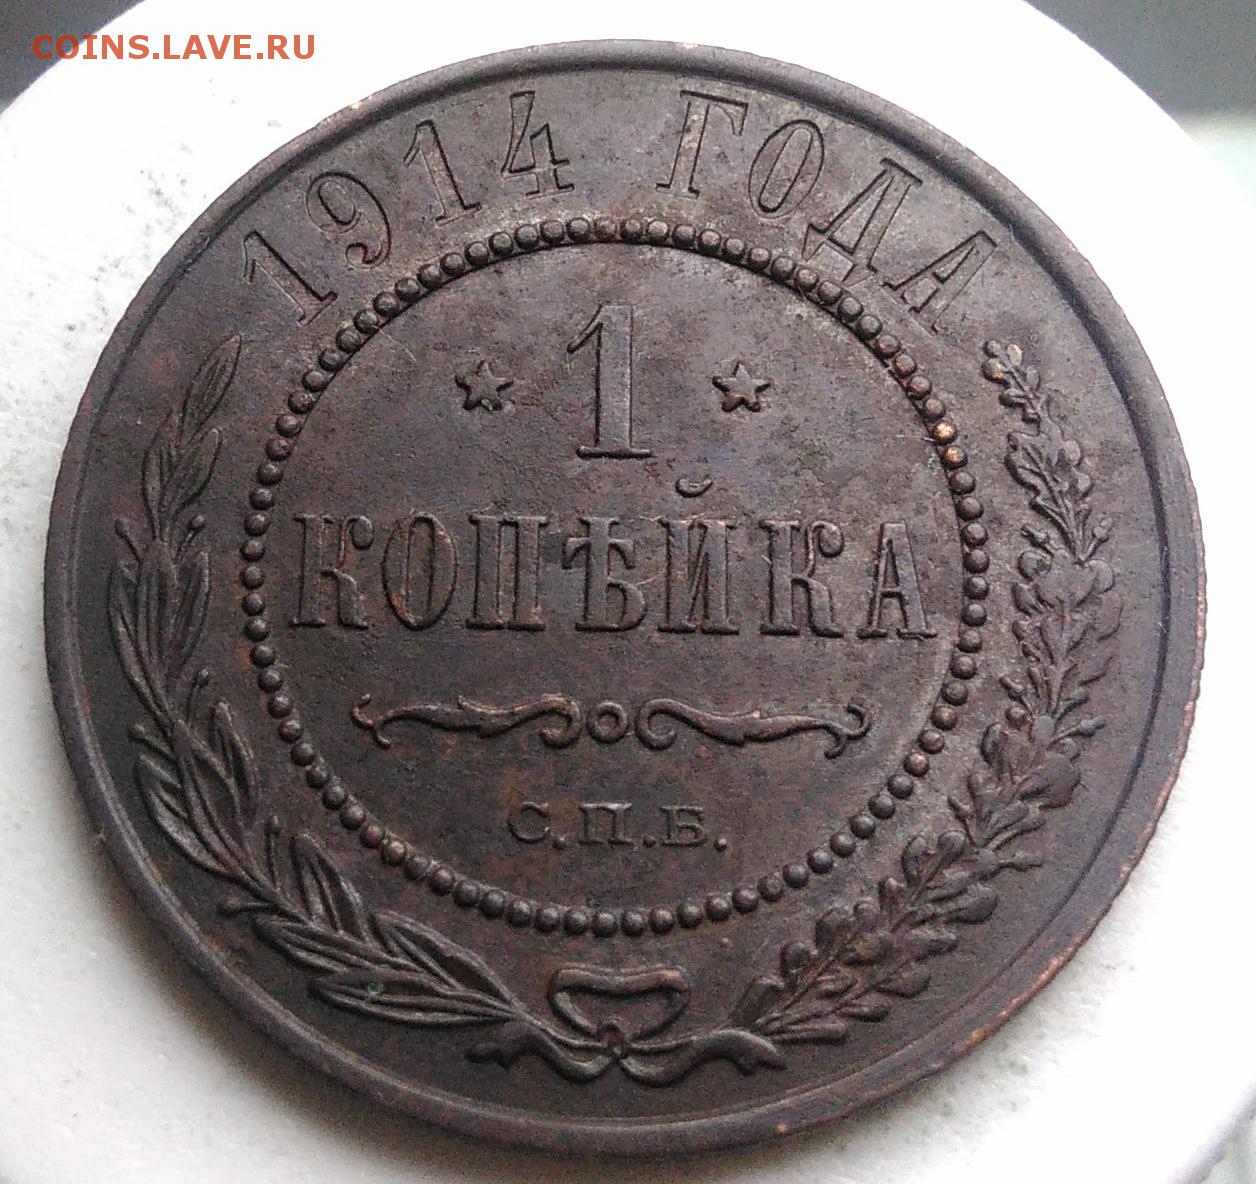 COINS.LAVE.RU
1914 ГОДА
1
КОПѢЙКА
С.П.Б.